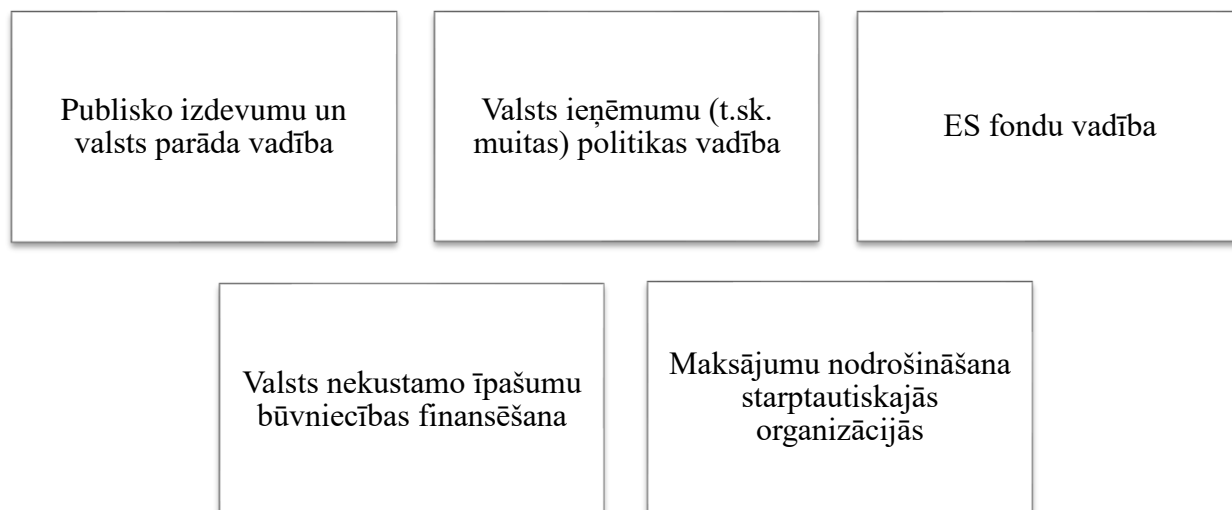 Publisko izdevumu un
valsts parāda vadība
Valsts ieņēmumu (t.sk.
muitas) politikas vadība
ES fondu vadība
Valsts nekustamo īpašumu
būvniecības finansēšana
Maksājumu nodrošināšana
starptautiskajās
organizācijās